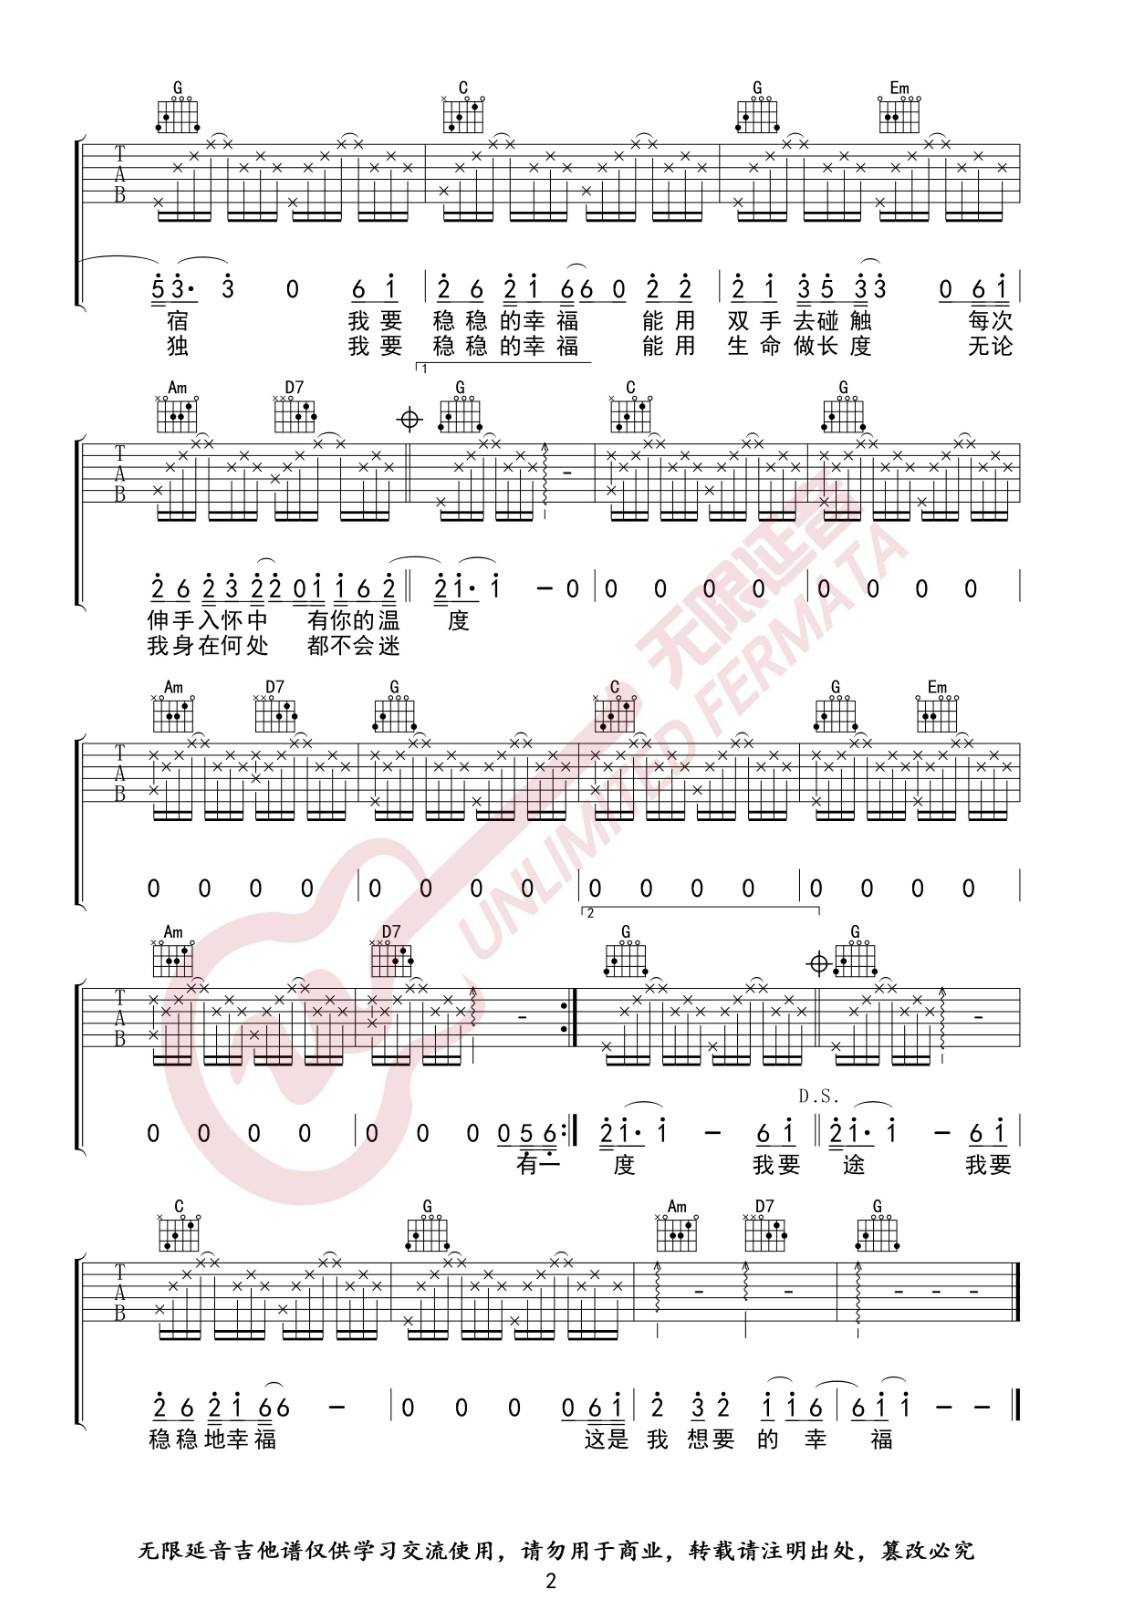 G C G Em
T A B
5 3· 3 0 6 1 2 6 2 1 6 6 0 2 2 2 1 3 5 3 3 0 6 1
宿 我要 稳稳的幸福 能用 双手去碰触 每次
独 我要 稳稳的幸福 能用 生命做长度 无论
1
Am D7 G C G
T A B
2 6 2 3 2 2 0 1 1 6 2 2 1· 1 - 0 0 0 0 0 0 0 0 0
伸手入怀中 有你的温 度
我身在何处 都不会迷
Am D7 G C G Em
T A B
0 0 0 0 0 0 0 0 0 0 0 0 0 0 0 0
2
Am D7 G G
T A B
D.S.
0 0 0 0 0 0 0 0 5 6 2 1· 1 - 6 1 2 1· 1 - 6 1
有一 度 我要 途 我要
C G Am D7 G
T A B
2 6 2 1 6 6 - 0 0 0 0 6 1 2 3 2 1 1 6 6 1 1 - -
稳稳地幸福 这是 我 想要 的 幸 福
无限延音
UNLIMITED FERMATA
无限延音吉他谱仅供学习交流使用，请勿用于商业，转载请注明出处，篡改必究
2